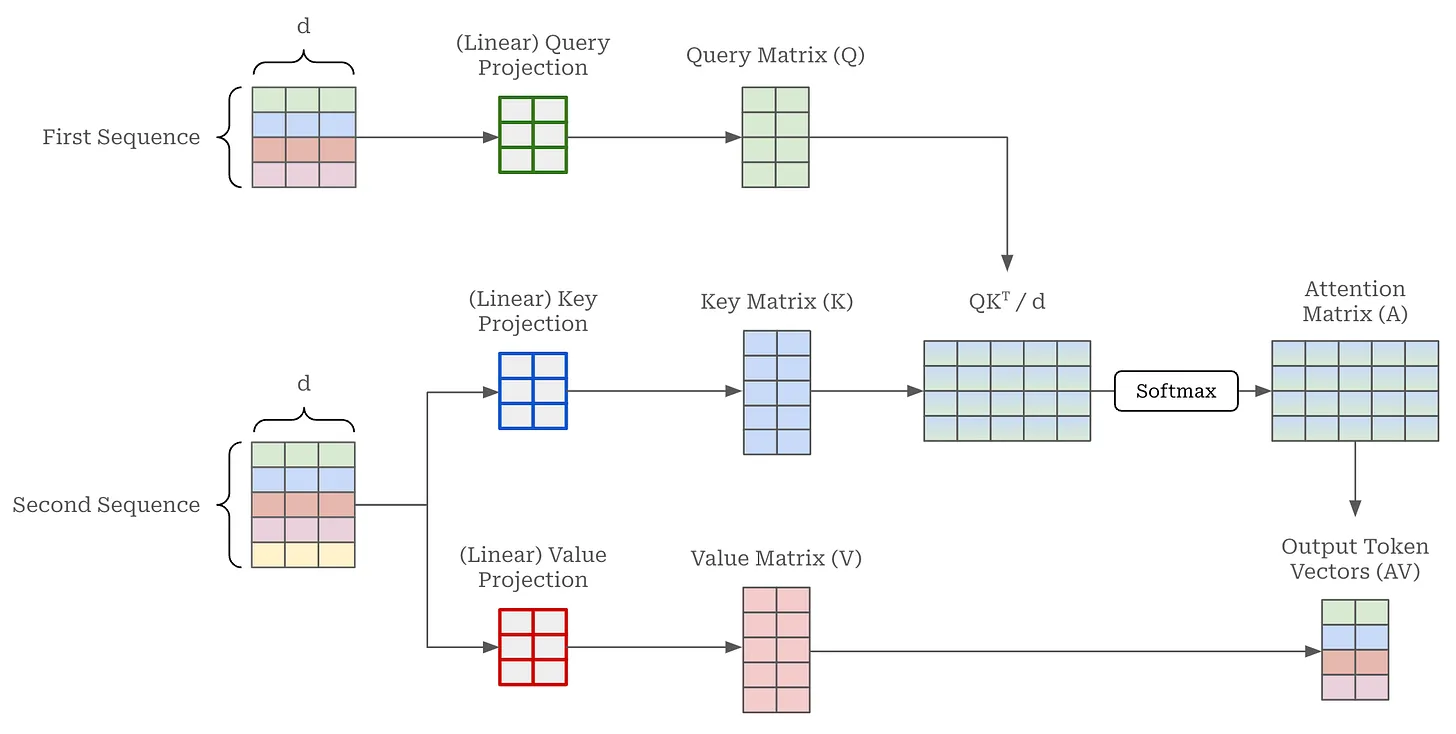 d
(Linear) Query
Projection
Query Matrix (Q)
First Sequence
(Linear) Key
Projection
Key Matrix (K)
QKᵀ / d
Attention
Matrix (A)
d
Softmax
Second Sequence
(Linear) Value
Projection
Value Matrix (V)
Output Token
Vectors (AV)